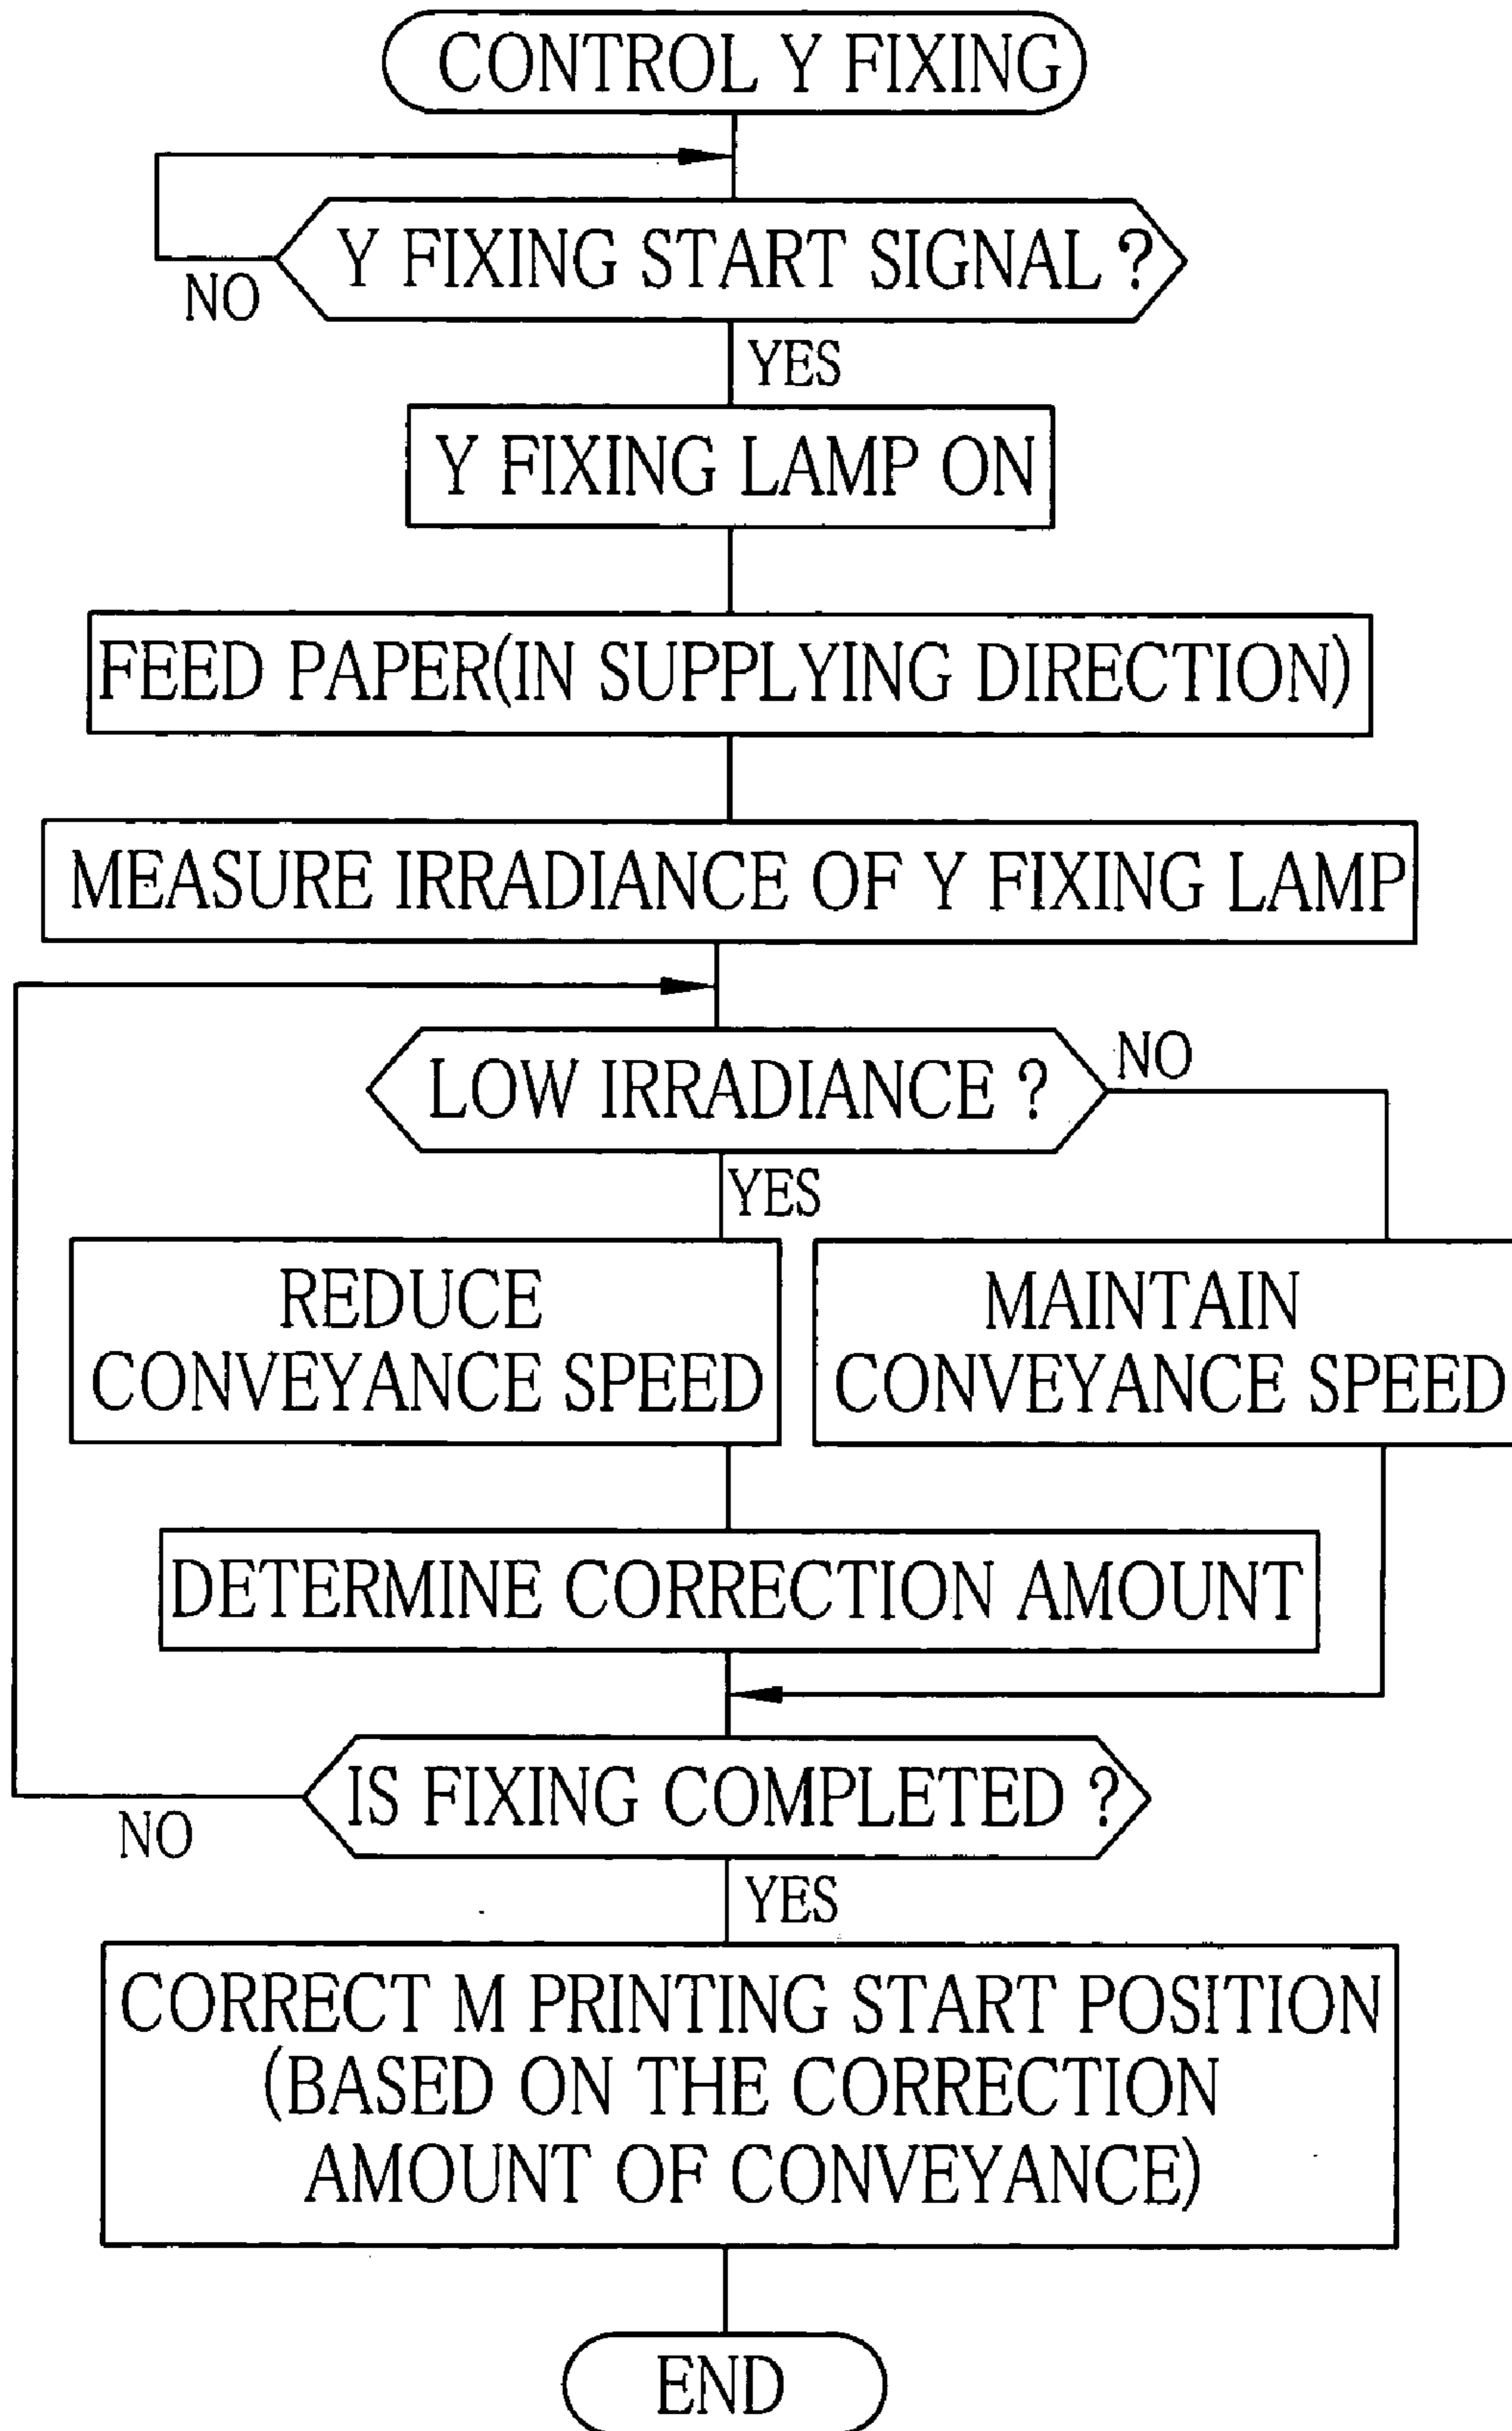 CONTROL Y FIXING
Y FIXING START SIGNAL ?
NO
YES
Y FIXING LAMP ON
FEED PAPER(IN SUPPLYING DIRECTION)
MEASURE IRRADIANCE OF Y FIXING LAMP
LOW IRRADIANCE ?
NO
YES
REDUCE
CONVEYANCE SPEED
MAINTAIN
CONVEYANCE SPEED
DETERMINE CORRECTION AMOUNT
IS FIXING COMPLETED ?
NO
YES
CORRECT M PRINTING START POSITION
(BASED ON THE CORRECTION
AMOUNT OF CONVEYANCE)
END